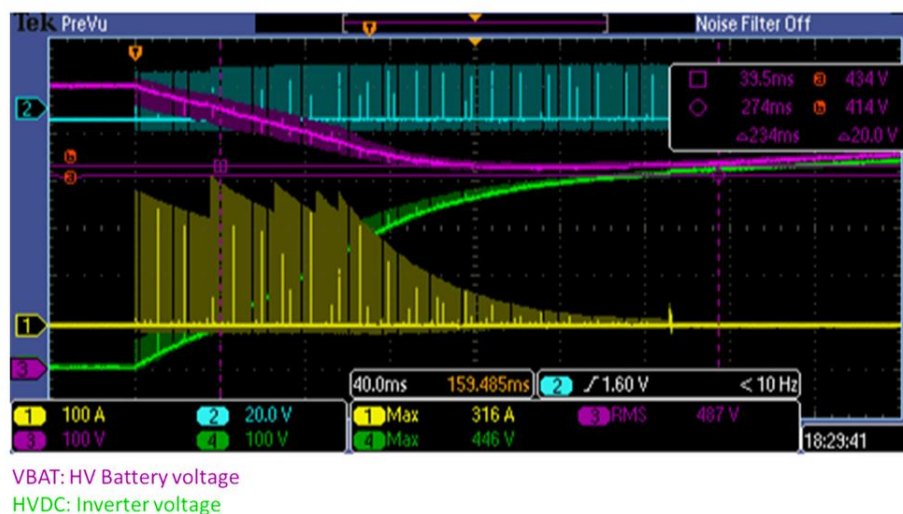 Tek PreVu Noise Filter Off
39.5ms a 434 V
274ms b 414 V
△234ms △20.0 V
2
b
a
1
3
40.0ms 159.485ms 2 1.60 V < 10 Hz
1 100 A 2 20.0 V 1 Max 316 A 3 RMS 487 V
3 100 V 4 100 V 4 Max 446 V
18:29:41
VBAT: HV Battery voltage
HVDC: Inverter voltage